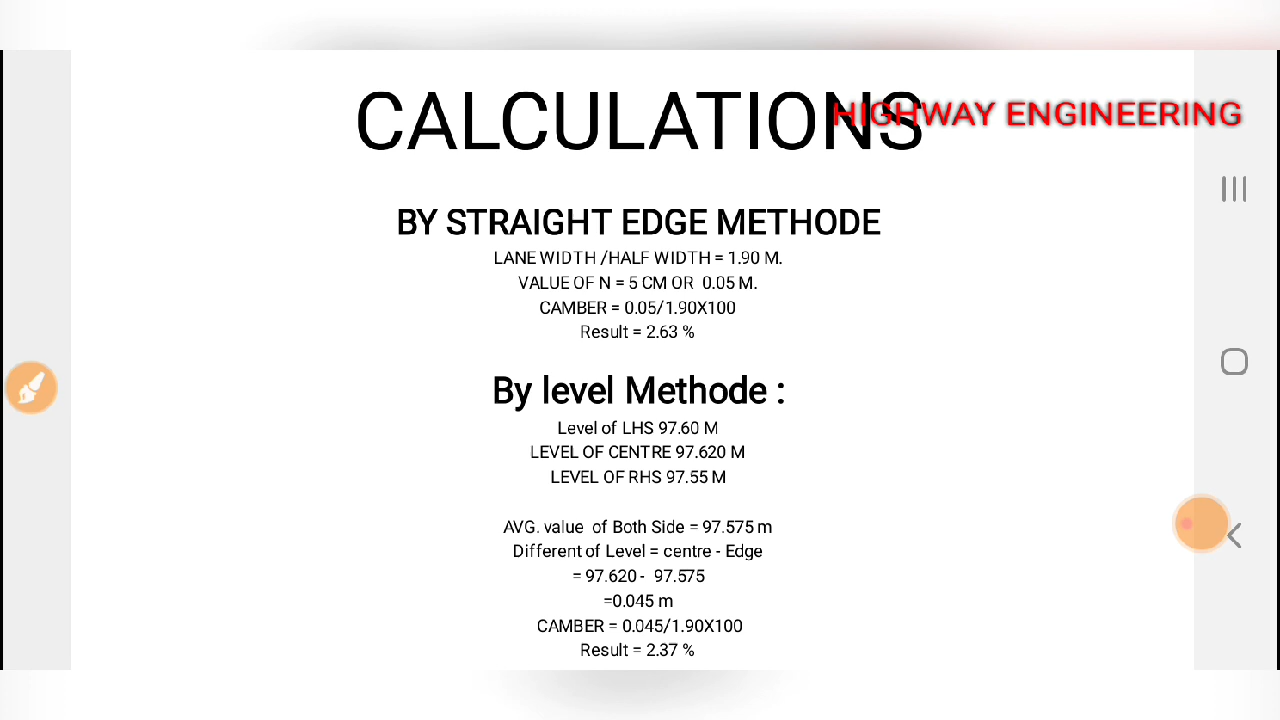 CALCULATIONS
HIGHWAY ENGINEERING
BY STRAIGHT EDGE METHODE
LANE WIDTH /HALF WIDTH = 1.90 M.
VALUE OF N = 5 CM OR 0.05 M.
CAMBER = 0.05/1.90X100
Result = 2.63 %
By level Methode :
Level of LHS 97.60 M
LEVEL OF CENTRE 97.620 M
LEVEL OF RHS 97.55 M
AVG. value of Both Side = 97.575 m
Different of Level = centre - Edge
= 97.620 - 97.575
=0.045 m
CAMBER = 0.045/1.90X100
Result = 2.37 %